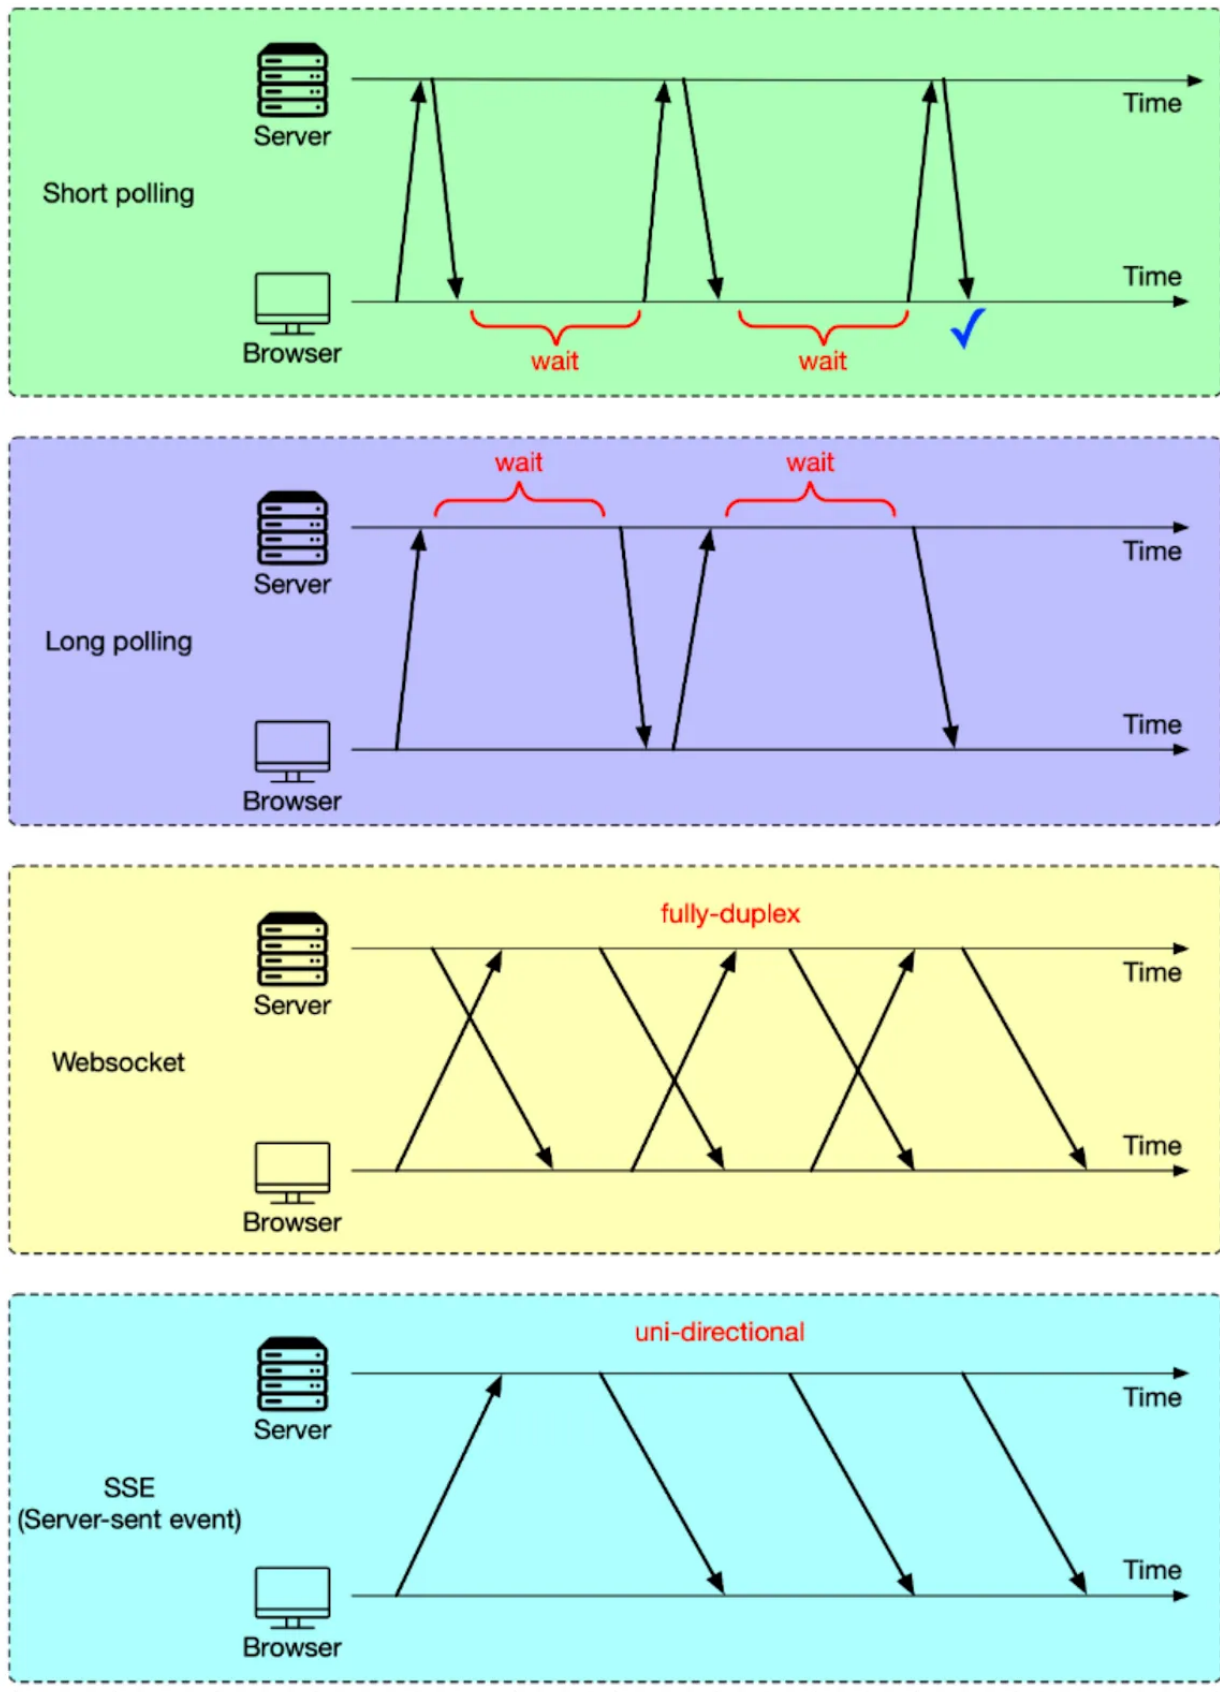 Server
Time
Short polling
Time
Browser
wait
wait
wait
wait
Server
Time
Long polling
Time
Browser
fully-duplex
Server
Time
Websocket
Time
Browser
uni-directional
Server
Time
SSE
(Server-sent event)
Time
Browser